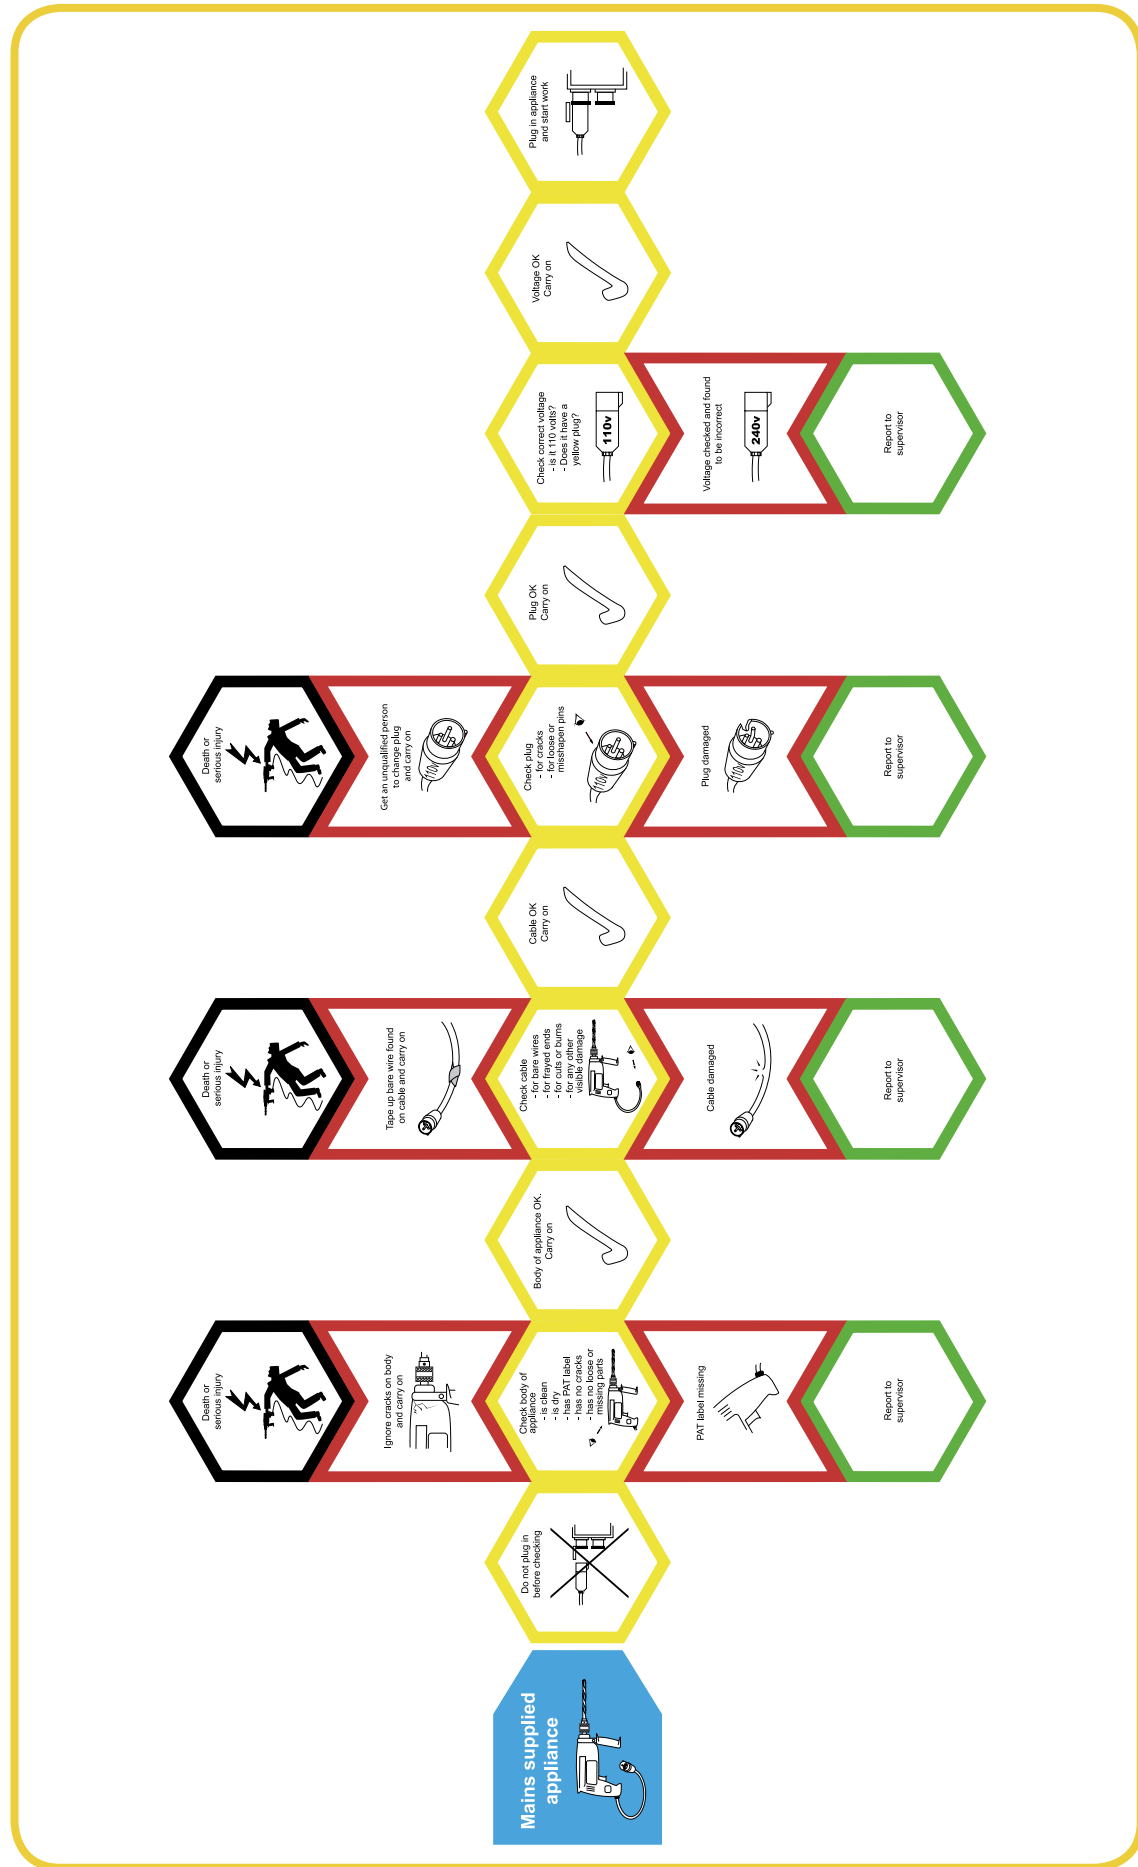 Mains supplied
appliance
Do not plug in
before checking
Death or
serious injury
Ignore cracks on body
and carry on
Check body of
appliance
- is clean
- is dry
- has PAT label
- has no cracks
- has no loose or
missing parts
PAT label missing
Report to
supervisor
Body of appliance OK.
Carry on
Death or
serious injury
Tape up bare wire found
on cable and carry on
Check cable
- for bare wires
- for frayed ends
- for cuts or burns
- for any other
visible damage
Cable damaged
Report to
supervisor
Cable OK
Carry on
Death or
serious injury
Get an unqualified person
to change plug
and carry on
110v
Check plug
- for cracks
- for loose or
misshapen pins
110v
Plug damaged
110v
Report to
supervisor
Plug OK
Carry on
Check correct voltage
- is it 110 volts?
- Does it have a
yellow plug?
110v
Voltage checked and found
to be incorrect
240v
Report to
supervisor
Voltage OK
Carry on
Plug in appliance
and start work